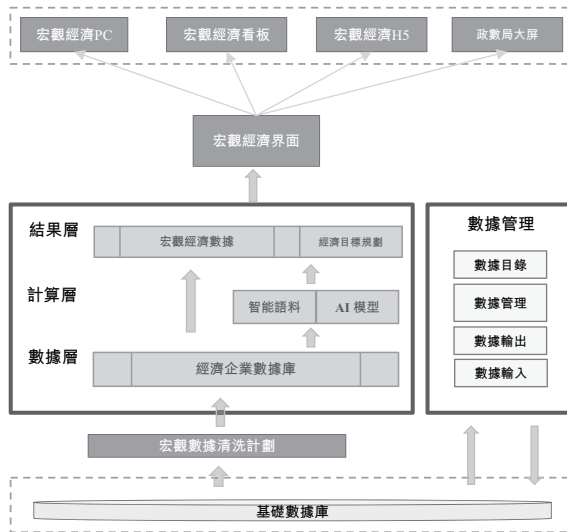 宏觀經濟PC
宏觀經濟看板
宏觀經濟H5
政數局大屏
宏觀經濟界面
結果層
宏觀經濟數據
經濟目標規劃
計算層
智能語料
AI 模型
數據層
經濟企業數據庫
數據管理
數據目錄
數據管理
數據輸出
數據輸入
宏觀數據清洗計劃
基礎數據庫